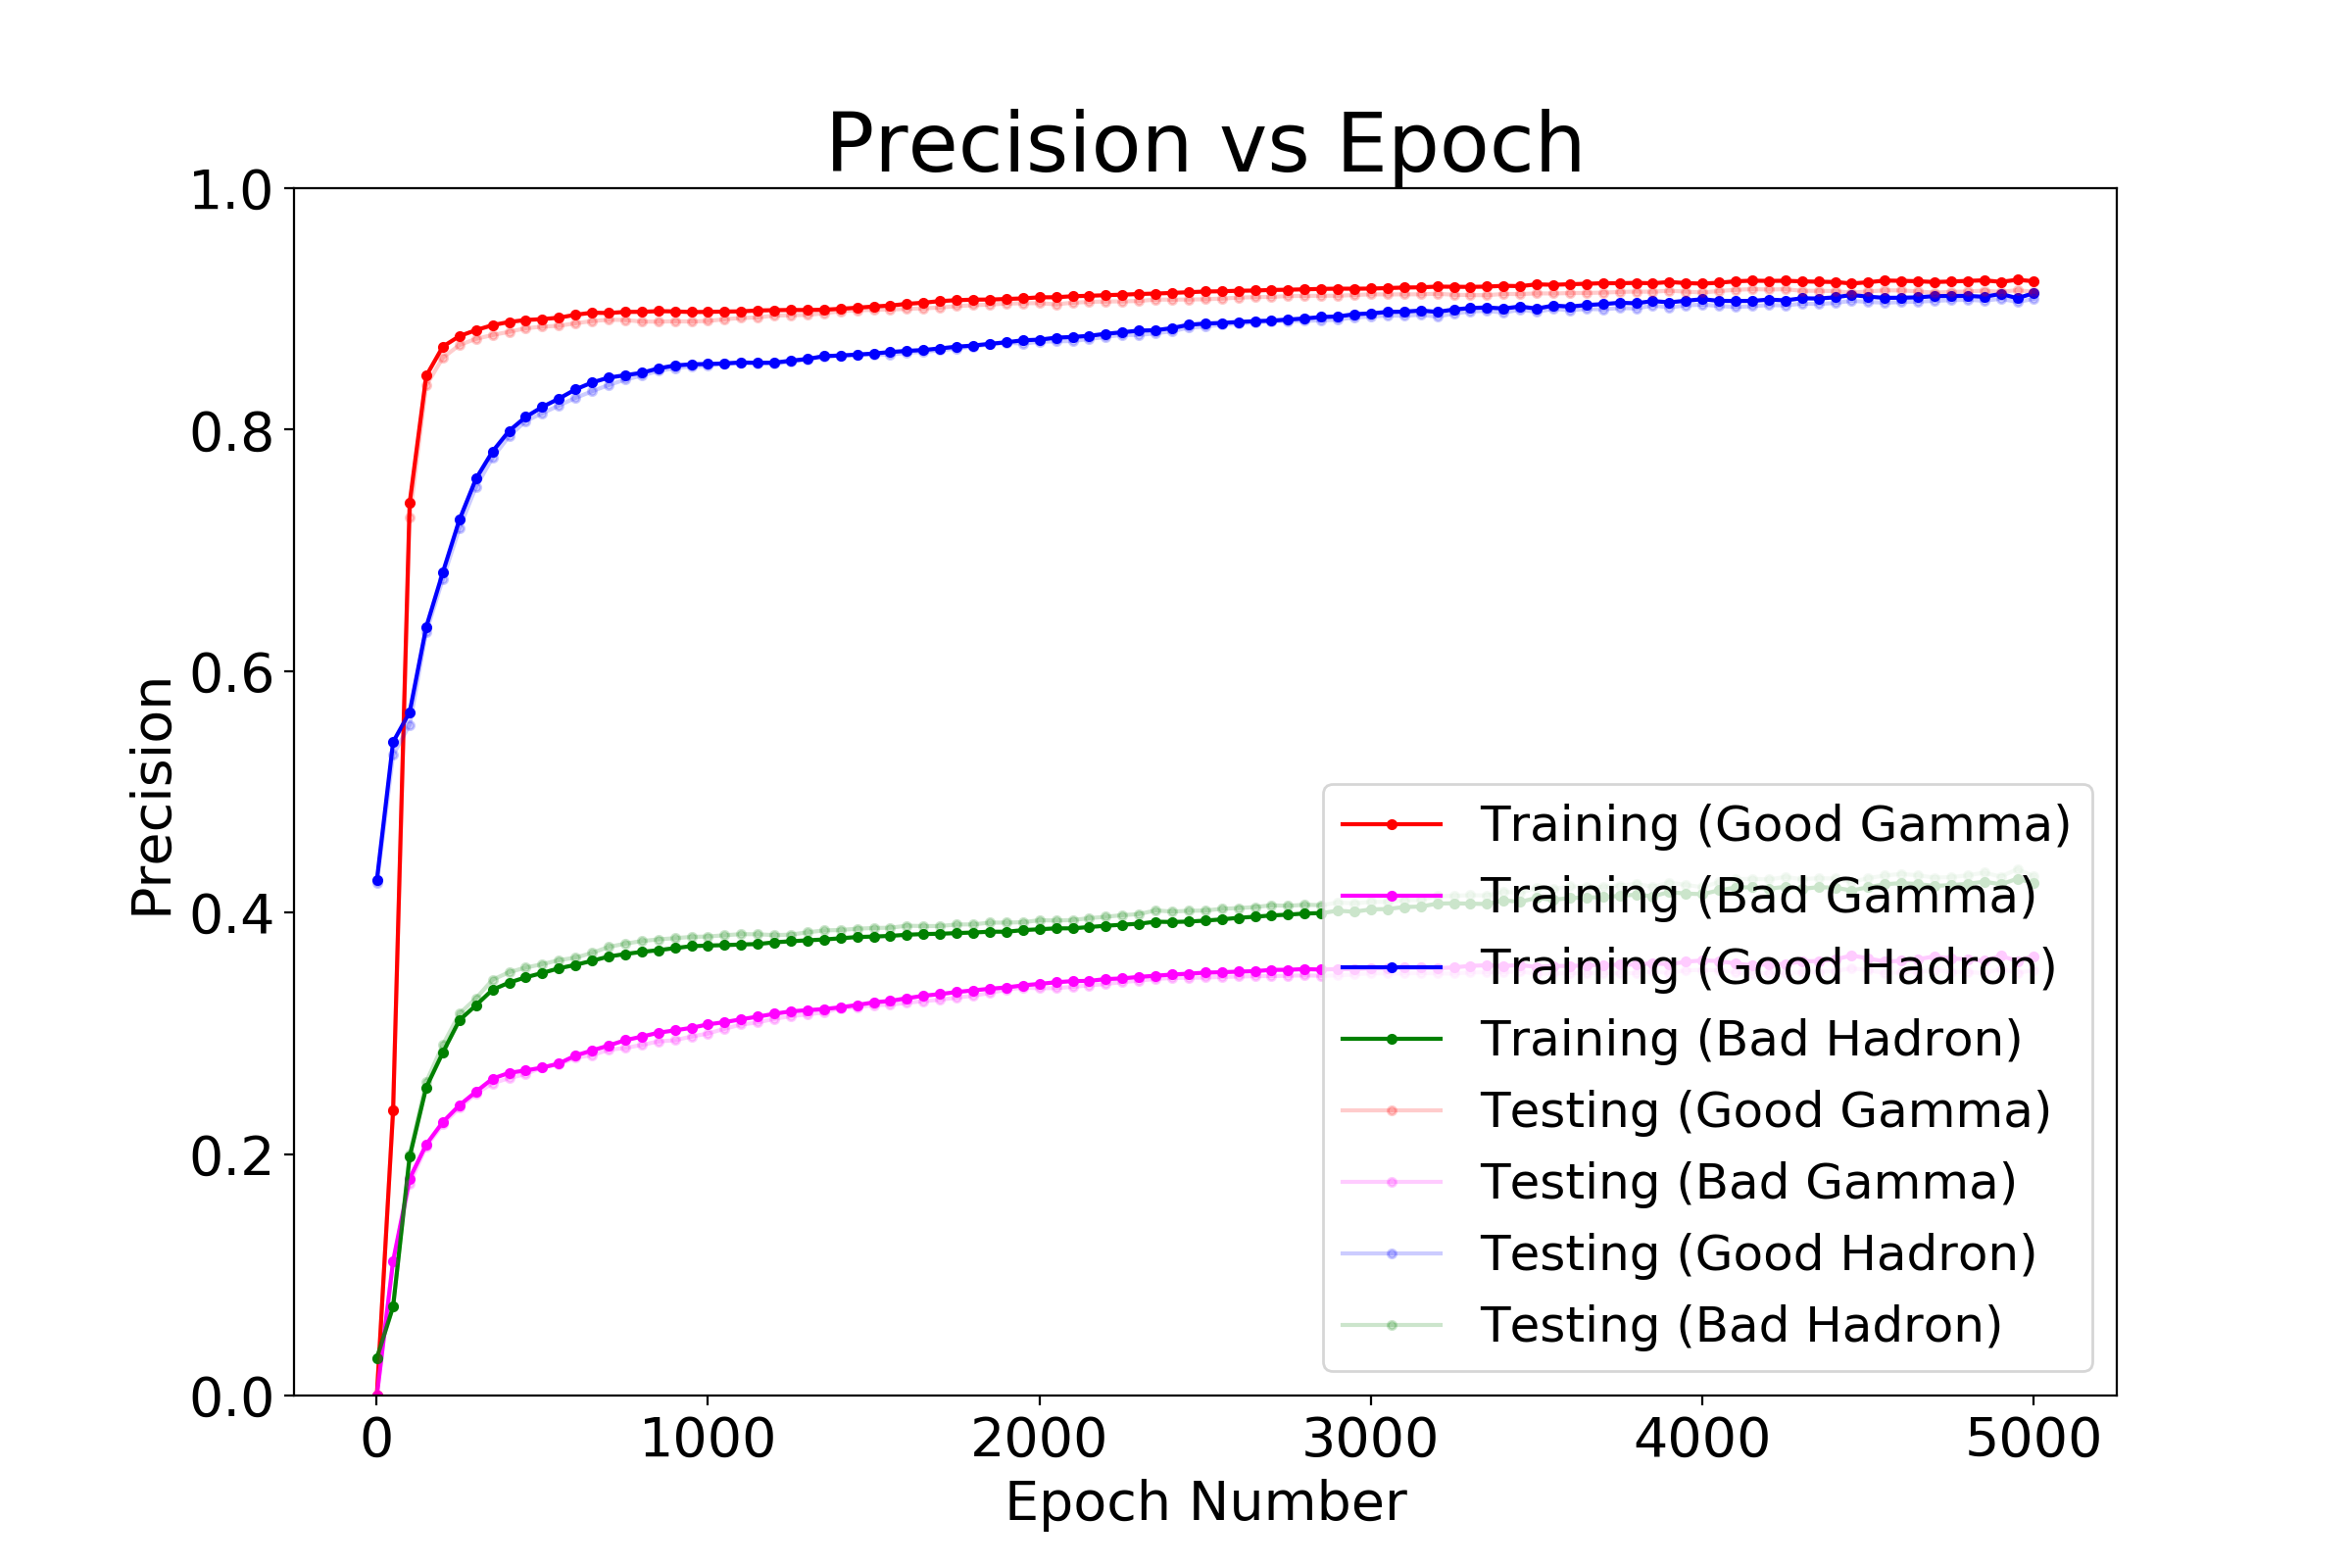 Precision vs Epoch
1.0
0.8
0.6
0.4
0.2
0.0
Precision
Training (Good Gamma)
Training (Bad Gamma)
Training (Good Hadron)
Training (Bad Hadron)
Testing (Good Gamma)
Testing (Bad Gamma)
Testing (Good Hadron)
Testing (Bad Hadron)
0 1000 2000 3000 4000 5000
Epoch Number